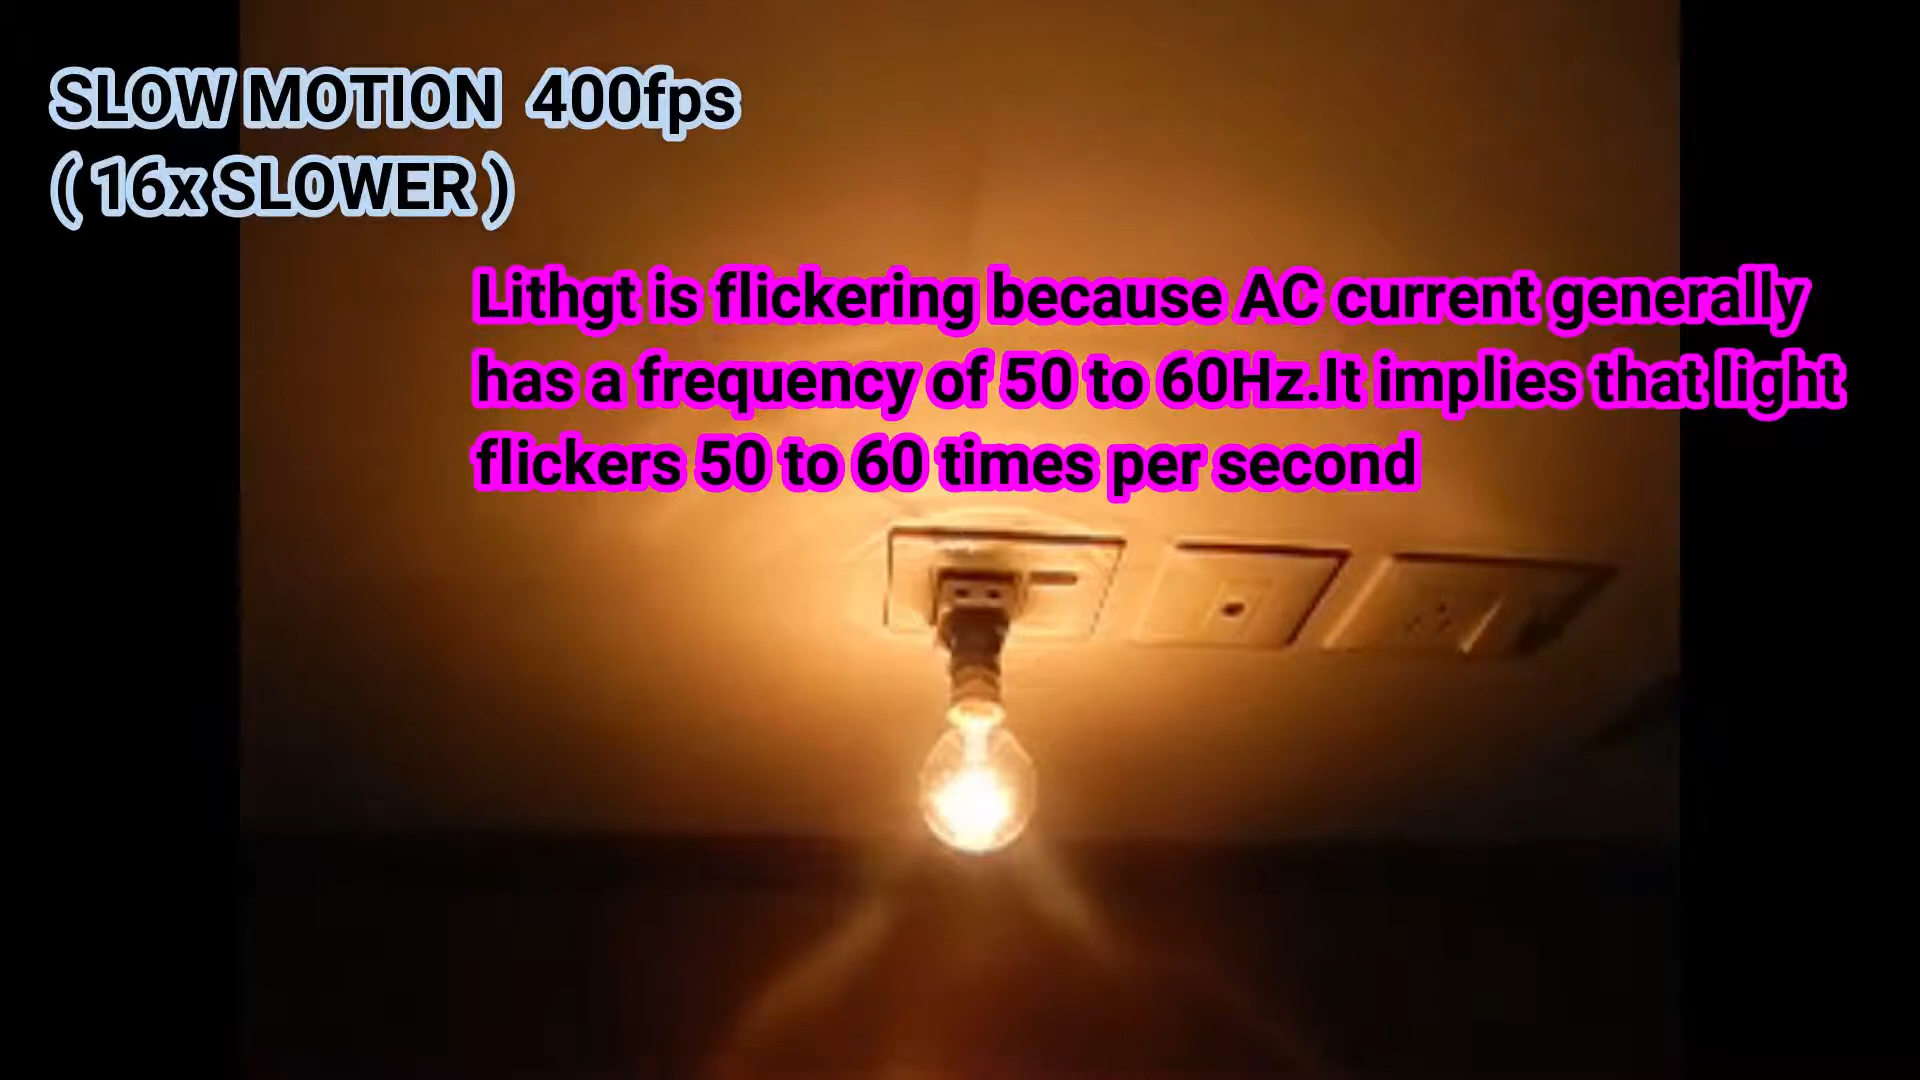 SLOW MOTION 400fps
( 16x SLOWER )
Lithgt is flickering because AC current generally
has a frequency of 50 to 60Hz.It implies that light
flickers 50 to 60 times per second